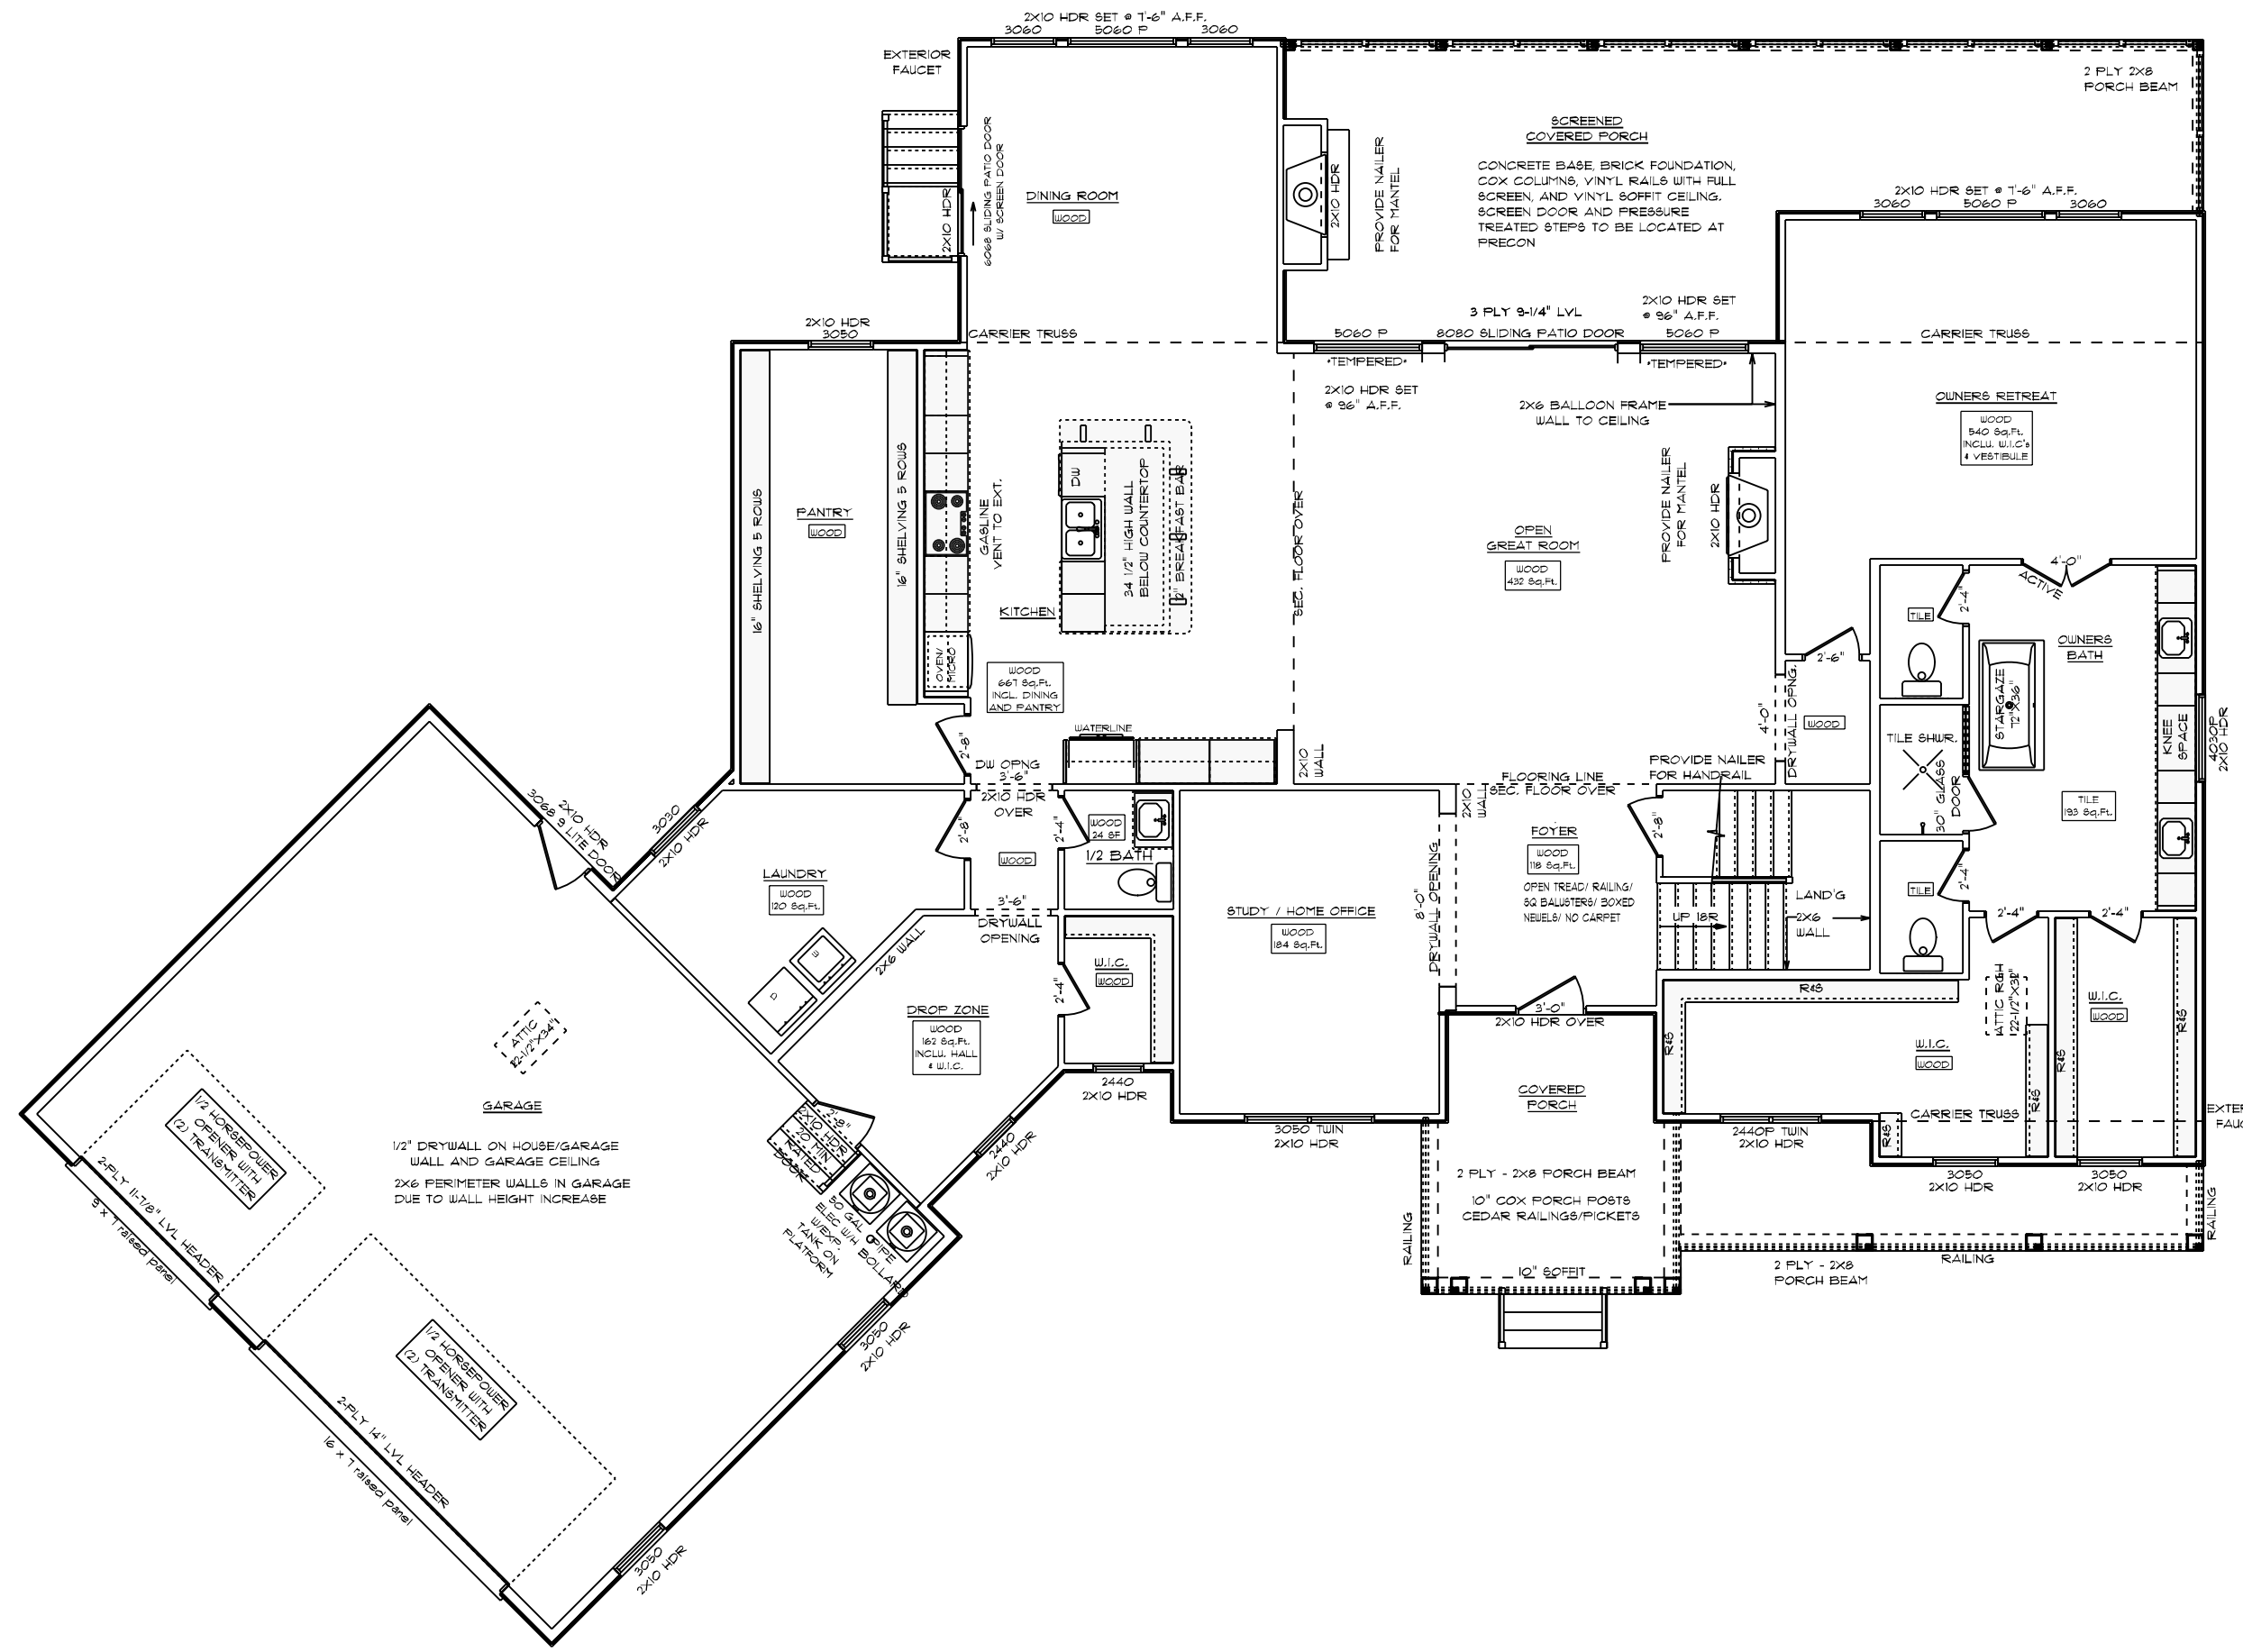 2X10 HDR SET @ 7'-6" A.F.F.
3060
5060 P
3060
EXTERIOR
FAUCET
2 PLY 2X8
PORCH BEAM
6068 SLIDING PATIO DOOR
W/ SCREEN DOOR
2X10 HDR
DINING ROOM
WOOD
2X10 HDR
PROVIDE NAILER
FOR MANTEL
SCREENED
COVERED PORCH
CONCRETE BASE, BRICK FOUNDATION,
COX COLUMNS, VINYL RAILS WITH FULL
SCREEN, AND VINYL SOFFIT CEILING.
SCREEN DOOR AND PRESSURE
TREATED STEPS TO BE LOCATED AT
PRECON
2X10 HDR SET @ 7'-6" A.F.F.
3060
5060 P
3060
2X10 HDR
3050
CARRIER TRUSS
3 PLY 9-1/4" LVL
2X10 HDR SET
@ 96" A.F.F.
5060 P
8080 SLIDING PATIO DOOR
5060 P
*TEMPERED*
*TEMPERED*
CARRIER TRUSS
2X10 HDR SET
@ 96" A.F.F.
2X6 BALLOON FRAME
WALL TO CEILING
OWNERS RETREAT
WOOD
540 Sq.Ft.
INCLU. W.I.C's
& VESTIBULE
16" SHELVING 5 ROWS
PANTRY
WOOD
16" SHELVING 5 ROWS
GASLINE
VENT TO EXT.
DW
34 1/2" HIGH WALL
BELOW COUNTERTOP
12" BREAKFAST BAR
SEC. FLOOR OVER
OPEN
GREAT ROOM
WOOD
432 Sq.Ft.
PROVIDE NAILER
FOR MANTEL
2X10 HDR
KITCHEN
OVEN/
MICRO
WOOD
667 Sq.Ft.
INCL. DINING
AND PANTRY
4'-0"
ACTIVE
2'-4"
TILE
OWNERS
BATH
STARGAZE
72"X36"
2'-6"
WOOD
4'-0"
DRYWALL OPNG.
TILE SHWR.
30" GLASS
DOOR
KNEE
SPACE
4030P
2X10 HDR
TILE
193 Sq.Ft.
WATERLINE
2'-8"
DW OPNG
3'-6"
2X10 HDR
OVER
2X10
WALL
FLOORING LINE
SEC. FLOOR OVER
PROVIDE NAILER
FOR HANDRAIL
2X10
WALL
2X10 HDR
3068 9 LITE DOOR
3030
2X10 HDR
LAUNDRY
WOOD
120 Sq.Ft.
2'-8"
WOOD
2'-4"
WOOD
24 SF
1/2 BATH
3'-6"
DRYWALL
OPENING
STUDY / HOME OFFICE
WOOD
184 Sq.Ft.
8'-0"
DRYWALL OPENING
FOYER
WOOD
118 Sq.Ft.
OPEN TREAD/ RAILING/
SQ BALUSTERS/ BOXED
NEWELS/ NO CARPET
2'-8"
UP 18R
LAND'G
2X6
WALL
TILE
2'-4"
2'-4"
2'-4"
W
D
2X6 WALL
DROP ZONE
WOOD
162 Sq.Ft.
INCLU. HALL
& W.I.C.
W.I.C.
WOOD
2'-4"
2440
2X10 HDR
3'-0"
2X10 HDR OVER
R&S
R&S
ATTIC RGH
22-1/2"X32"
W.I.C.
WOOD
R&S
R&S
W.I.C.
WOOD
R&S
R&S
CARRIER TRUSS
ATTIC
22-1/2"X34"
GARAGE
1/2" DRYWALL ON HOUSE/GARAGE
WALL AND GARAGE CEILING
2X6 PERIMETER WALLS IN GARAGE
DUE TO WALL HEIGHT INCREASE
2'-8"
2X10 HDR
20 MIN
RATED
DOOR
2440
2X10 HDR
3050 TWIN
2X10 HDR
COVERED
PORCH
2440P TWIN
2X10 HDR
3050
2X10 HDR
3050
2X10 HDR
1/2 HORSEPOWER
OPENER WITH
(2) TRANSMITTER
2-PLY 11-7/8" LVL HEADER
9 x 7 raised panel
50 GAL
ELEC W/H
W/EXP.
TANK ON
PLATFORM
PIPE
BOLLARDS
2 PLY - 2X8 PORCH BEAM
10" COX PORCH POSTS
CEDAR RAILINGS/PICKETS
RAILING
10" SOFFIT
RAILING
RAILING
2 PLY - 2X8
PORCH BEAM
3050
2X10 HDR
1/2 HORSEPOWER
OPENER WITH
(2) TRANSMITTER
2-PLY 14" LVL HEADER
16 x 7 raised panel
3050
2X10 HDR